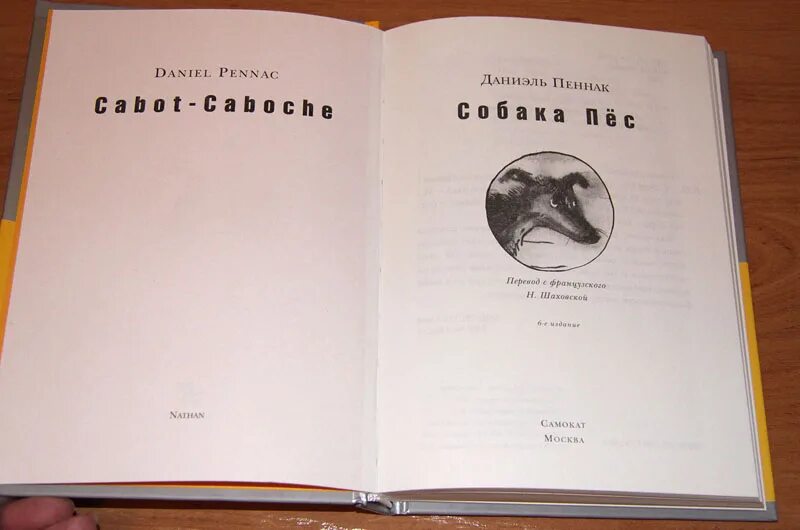 DANIEL PENNAC
Cabot-Caboche
NATHAN
ДАНИЭЛЬ ПЕННАК
Собака Пёс
Перевод с французского
Н. Шаховской
6-е издание
САМОКАТ
МОСКВА